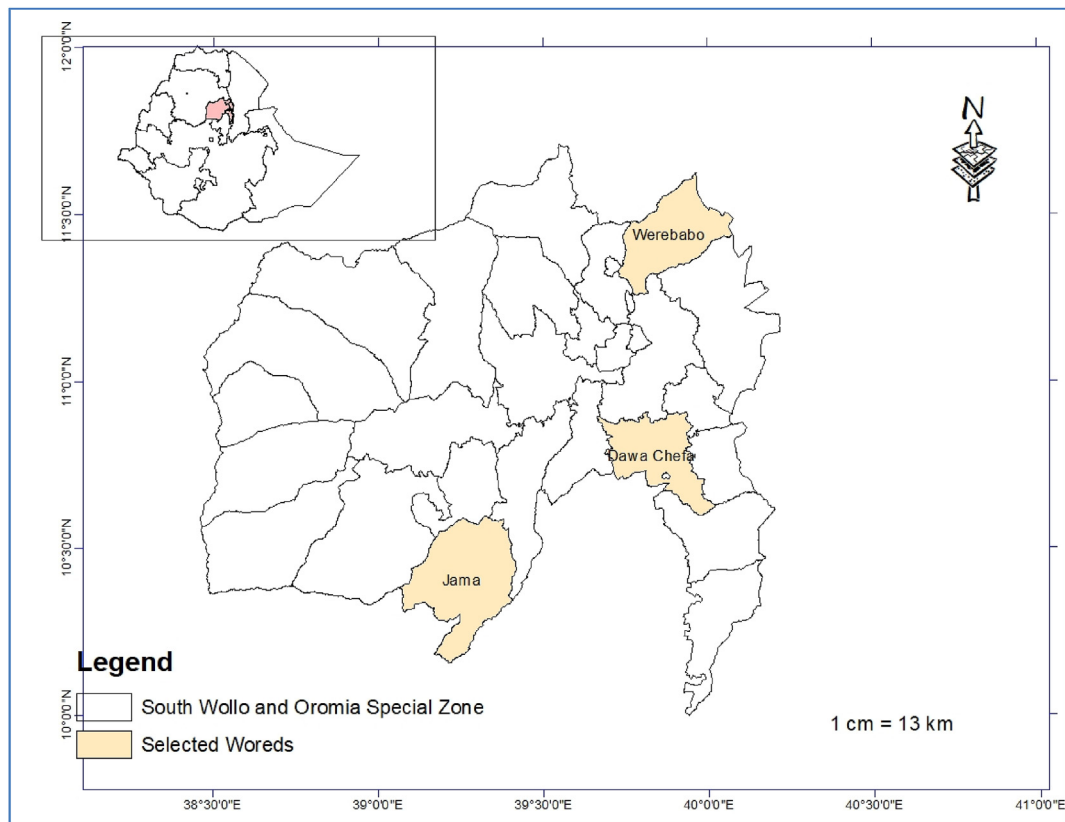 12°0'0"N
11°30'0"N
11°0'0"N
10°30'0"N
10°0'0"N
N
Werebabo
Dawa Chefa
Jama
Legend
South Wollo and Oromia Special Zone
Selected Woreds
1 cm = 13 km
38°30'0"E
39°0'0"E
39°30'0"E
40°0'0"E
40°30'0"E
41°0'0"E